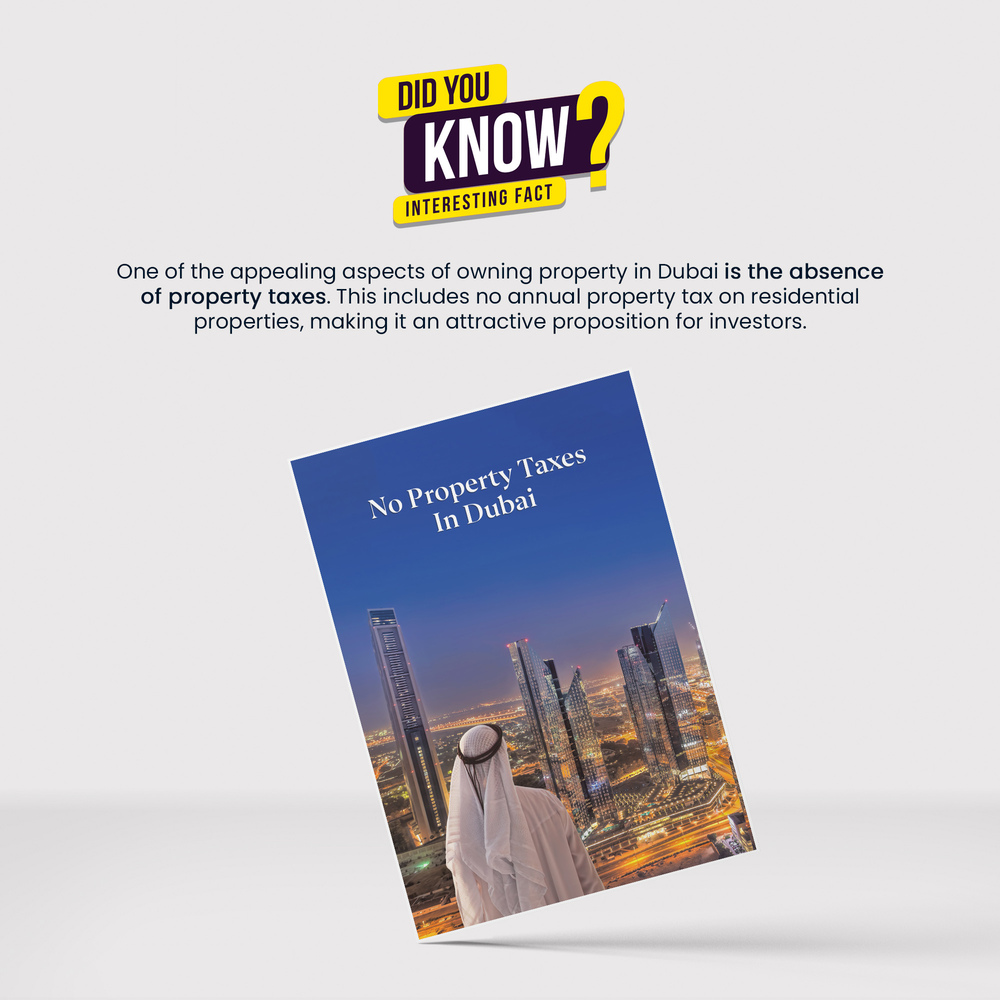 DID YOU
KNOW?
INTERESTING FACT
One of the appealing aspects of owning property in Dubai is the absence
of property taxes. This includes no annual property tax on residential
properties, making it an attractive proposition for investors.
No Property Taxes
In Dubai